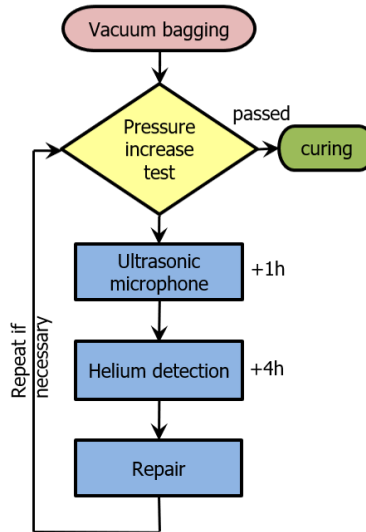 Vacuum bagging
Pressure
increase
test
passed
curing
Ultrasonic
microphone
+1h
Helium detection
+4h
Repair
Repeat if
necessary